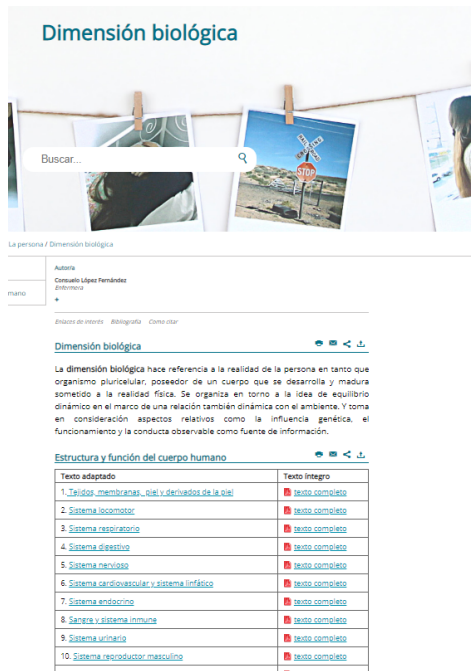 Dimensión biológica
Buscar...
STOP
La persona / Dimensión biológica
Autor/a
Consuelo López Fernández
Enfermera
+
mano
Enlaces de interés Bibliografía Como citar
Dimensión biológica
La dimensión biológica hace referencia a la realidad de la persona en tanto que
organismo pluricelular, poseedor de un cuerpo que se desarrolla y madura
sometido a la realidad física. Se organiza en torno a la idea de equilibrio
dinámico en el marco de una relación también dinámica con el ambiente. Y toma
en consideración aspectos relativos como la influencia genética, el
funcionamiento y la conducta observable como fuente de información.
Estructura y función del cuerpo humano
Texto adaptado Texto íntegro
1. Tejidos, membranas, piel y derivados de la piel texto completo
2. Sistema locomotor texto completo
3. Sistema respiratorio texto completo
4. Sistema digestivo texto completo
5. Sistema nervioso texto completo
6. Sistema cardiovascular y sistema linfático texto completo
7. Sistema endocrino texto completo
8. Sangre y sistema inmune texto completo
9. Sistema urinario texto completo
10. Sistema reproductor masculino texto completo